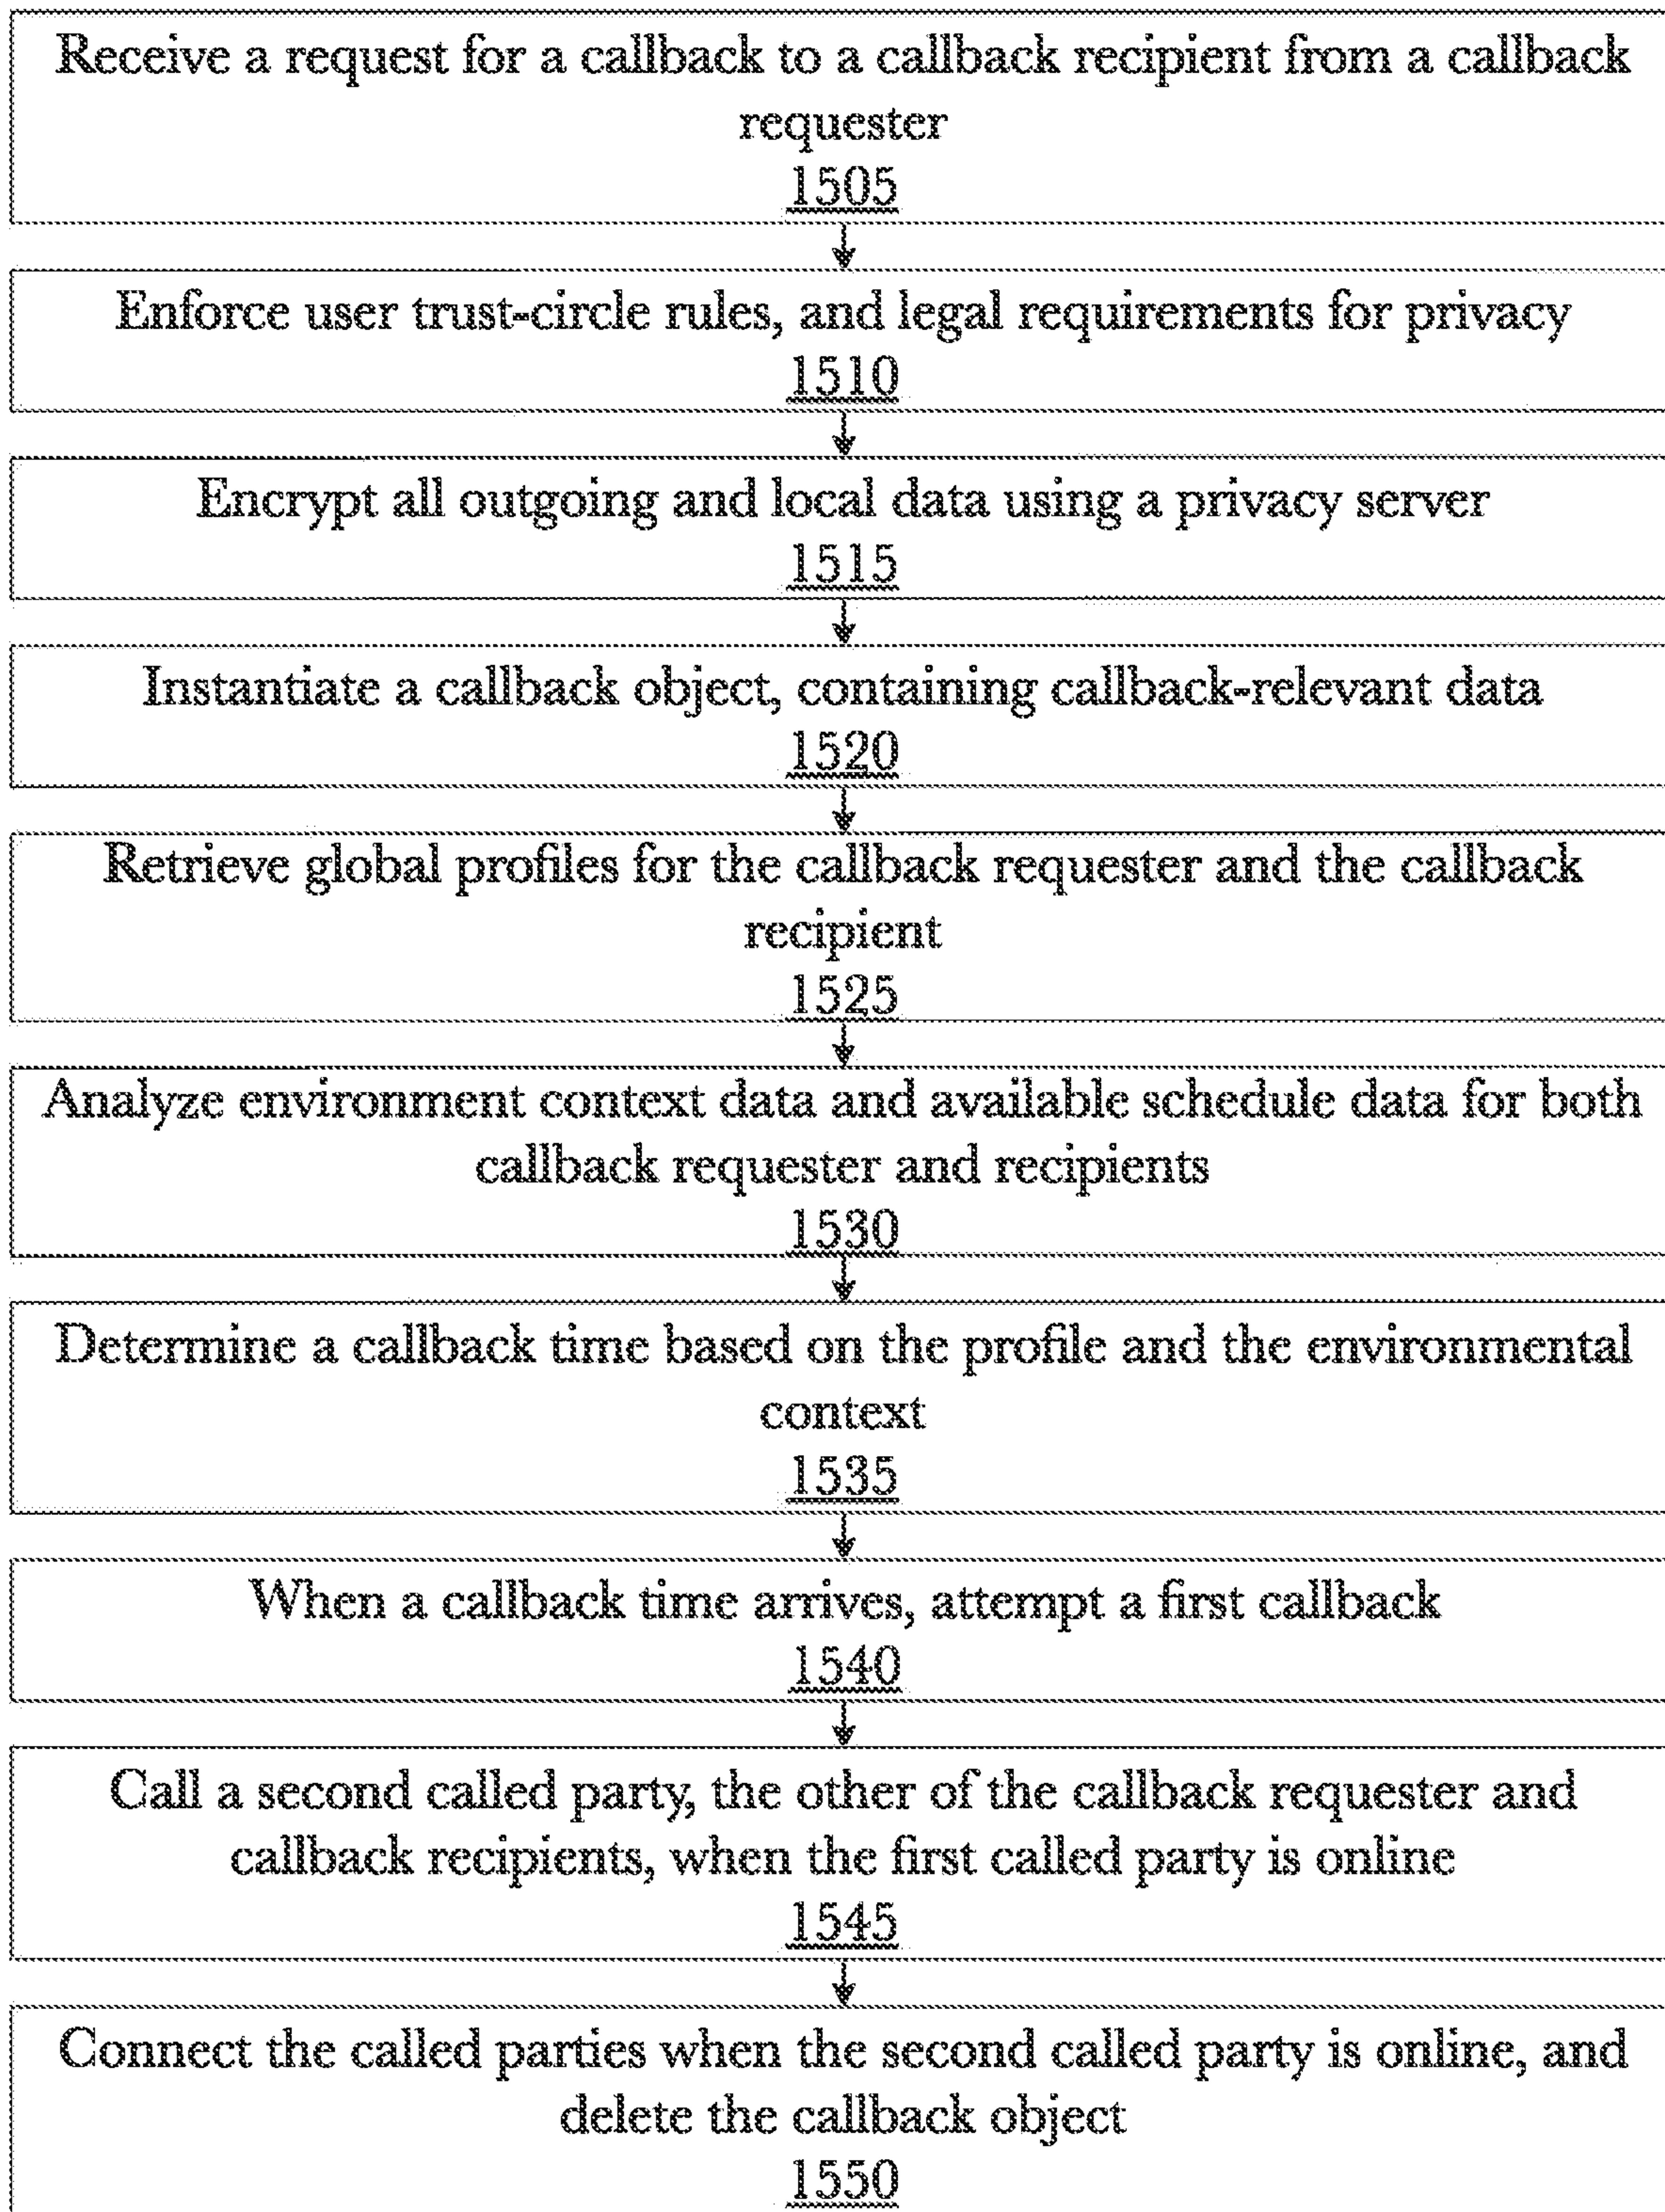 Receive a request for a callback to a callback recipient from a callback
requester
1505
Enforce user trust-circle rules, and legal requirements for privacy
1510
Encrypt all outgoing and local data using a privacy server
1515
Instantiate a callback object, containing callback-relevant data
1520
Retrieve global profiles for the callback requester and the callback
recipient
1525
Analyze environment context data and available schedule data for both
callback requester and recipients
1530
Determine a callback time based on the profile and the environmental
context
1535
When a callback time arrives, attempt a first callback
1540
Call a second called party, the other of the callback requester and
callback recipients, when the first called party is online
1545
Connect the called parties when the second called party is online, and
delete the callback object
1550